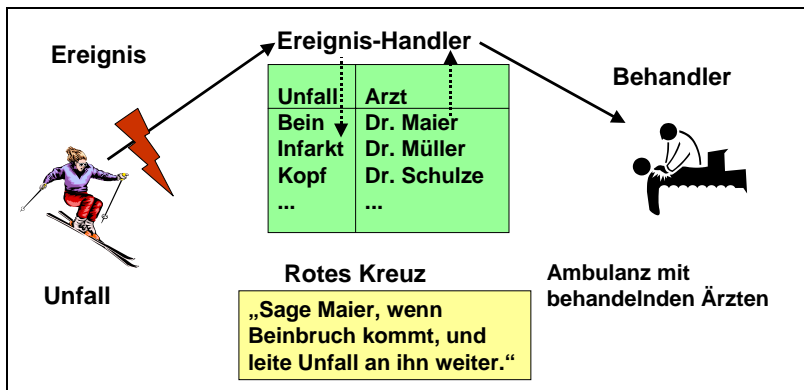 Ereignis
Ereignis-Handler
Behandler
Unfall Arzt
Bein Dr. Maier
Infarkt Dr. Müller
Kopf Dr. Schulze
... ...
Unfall
Rotes Kreuz
Ambulanz mit
behandelnden Ärzten
„Sage Maier, wenn
Beinbruch kommt, und
leite Unfall an ihn weiter.“